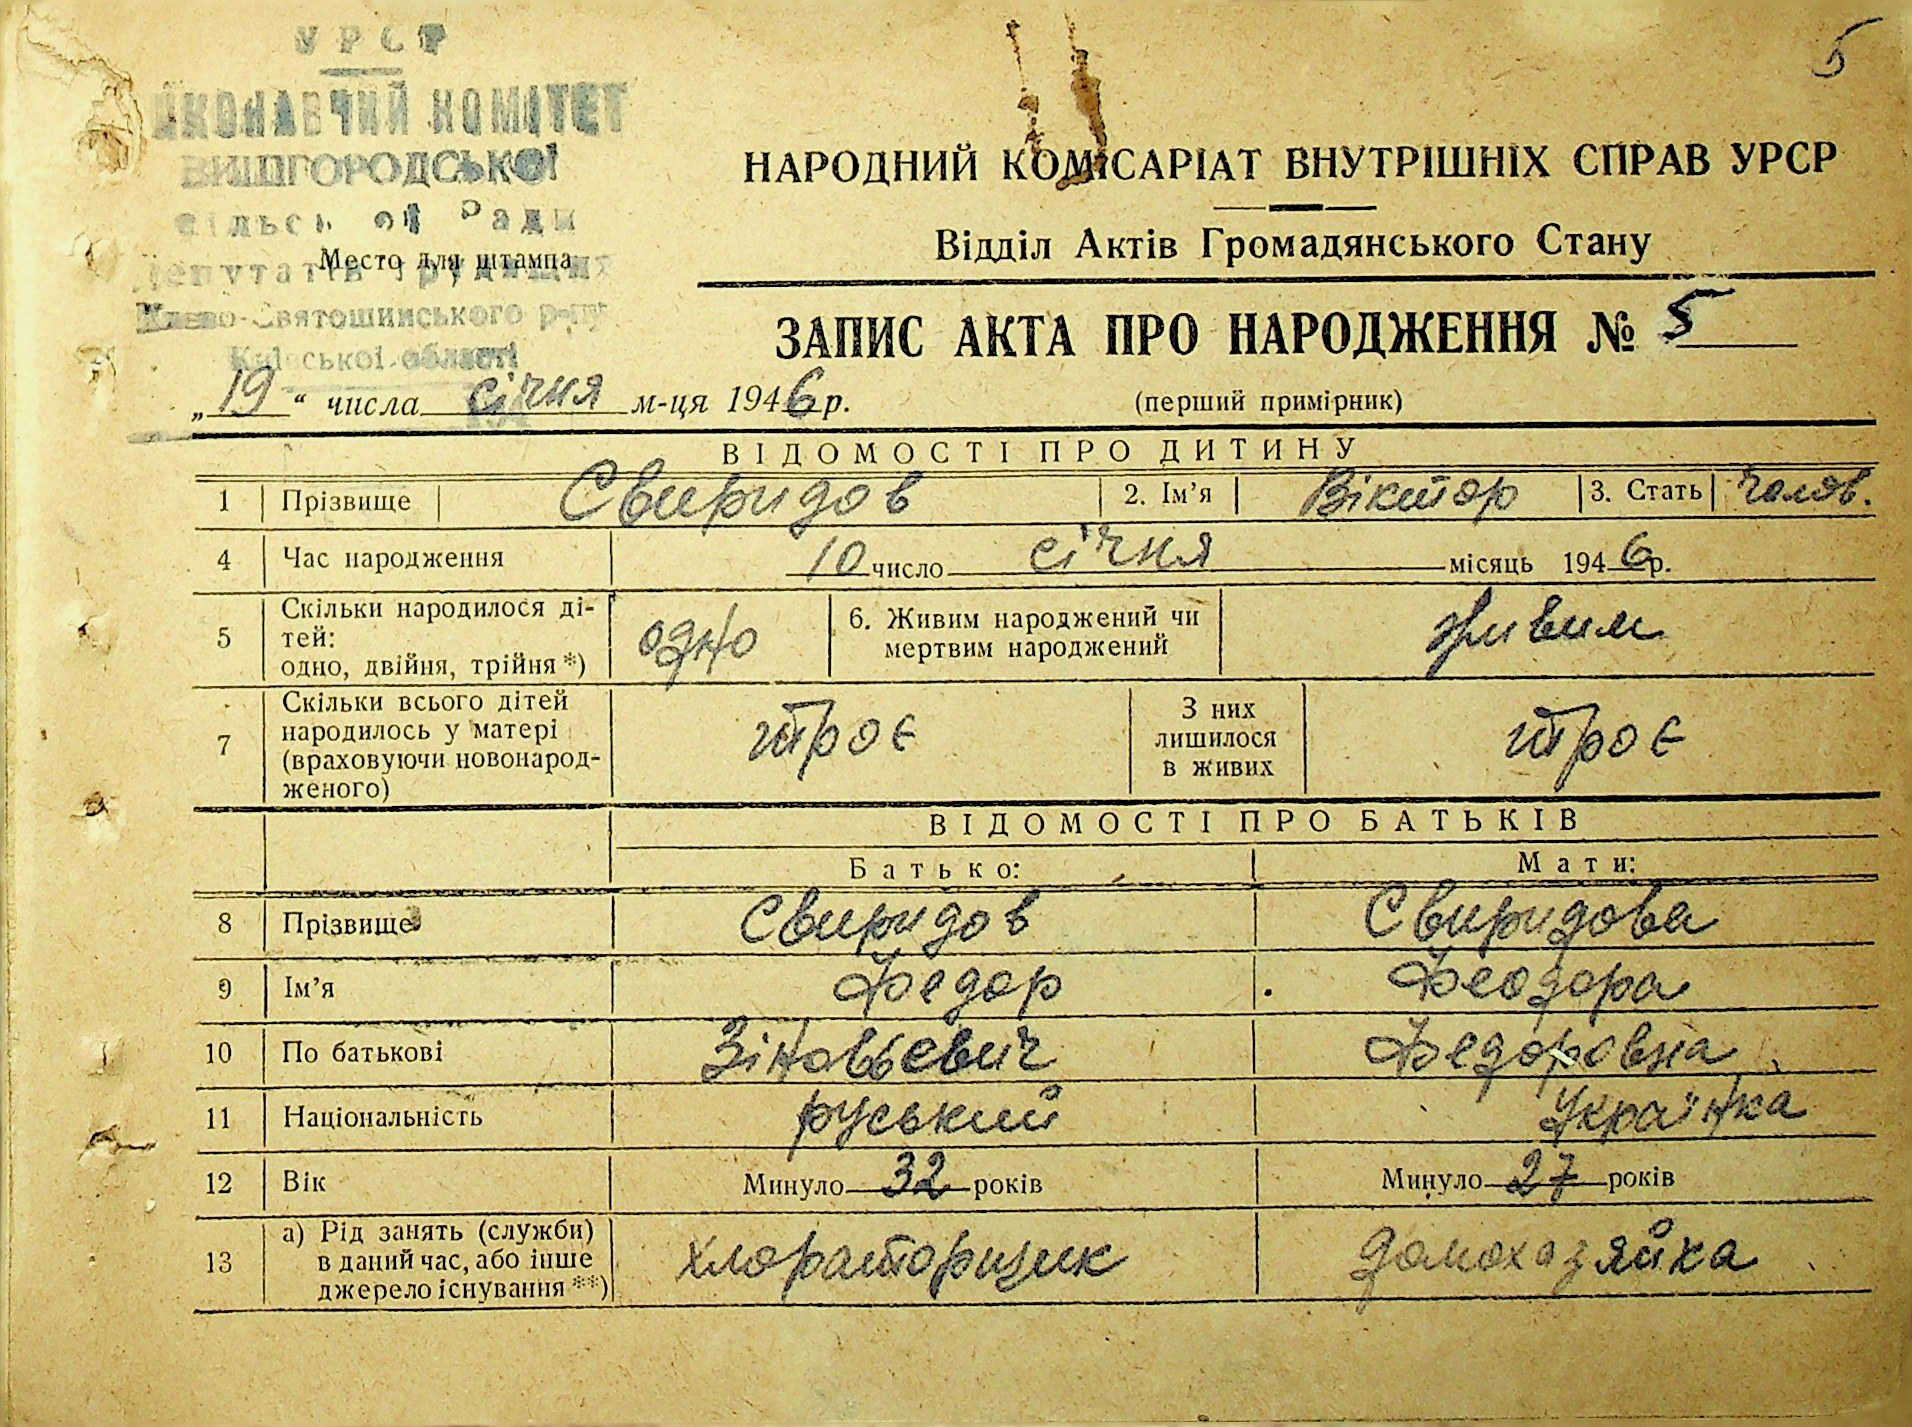 5
УРСР
ВИКОНАВЧИЙ КОМІТЕТ
ВИШГОРОДСЬКОЇ
сільської Ради
депутатів трудящих
Києво-Святошинського р-ну
Київської області
Место для штампа
НАРОДНИЙ КОМІСАРІАТ ВНУТРІШНІХ СПРАВ УРСР
Відділ Актів Громадянського Стану
ЗАПИС АКТА ПРО НАРОДЖЕННЯ № 5
„19“ числа січня м-ця 1946 р.
(перший примірник)
ВІДОМОСТІ ПРО ДИТИНУ
1 Прізвище Свиридов 2. Ім’я Віктор 3. Стать Чолов.
4 Час народження 10 число січня місяць 1946 р.
5 Скільки народилося ді-
тей:
одно, двійня, трійня *) одно 6. Живим народжений чи
мертвим народжений живим
7 Скільки всього дітей
народилось у матері
(враховуючи новонарод-
женого) троє З них
лишилося
в живих троє
ВІДОМОСТІ ПРО БАТЬКІВ
Батько: Мати:
8 Прізвище Свиридов Свиридова
9 Ім’я Федор Феодора
10 По батькові Зіновьєвич Федоровна
11 Національність руський Українка
12 Вік Минуло 32 років Минуло 27 років
13 а) Рід занять (служби)
в даний час, або інше
джерело існування **) хлораторщик домохазяйка